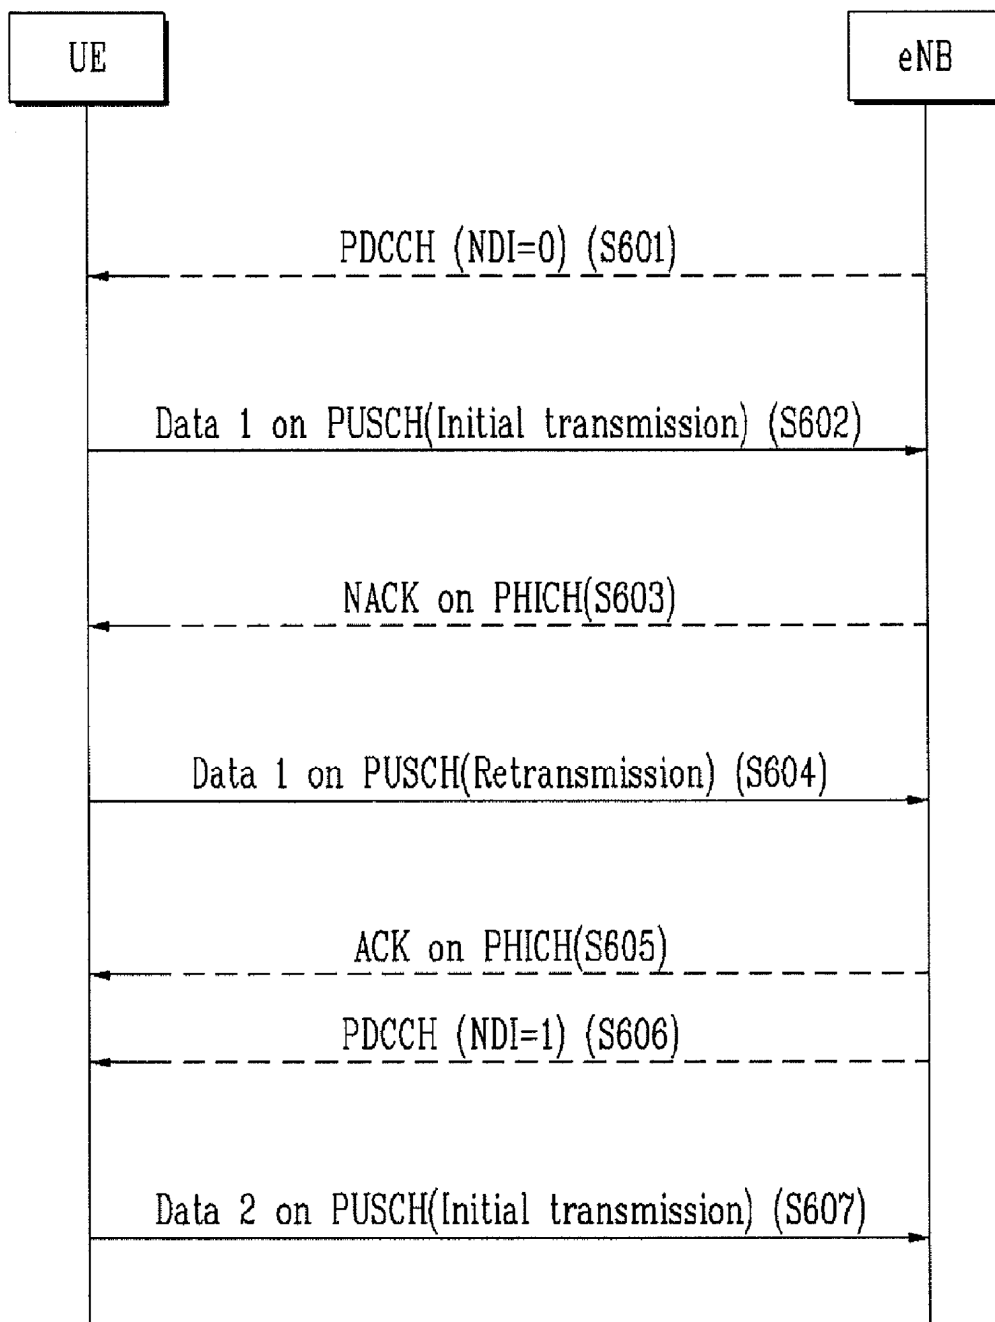 UE
eNB
PDCCH (NDI=0) (S601)
Data 1 on PUSCH(Initial transmission) (S602)
NACK on PHICH(S603)
Data 1 on PUSCH(Retransmission) (S604)
ACK on PHICH(S605)
PDCCH (NDI=1) (S606)
Data 2 on PUSCH(Initial transmission) (S607)